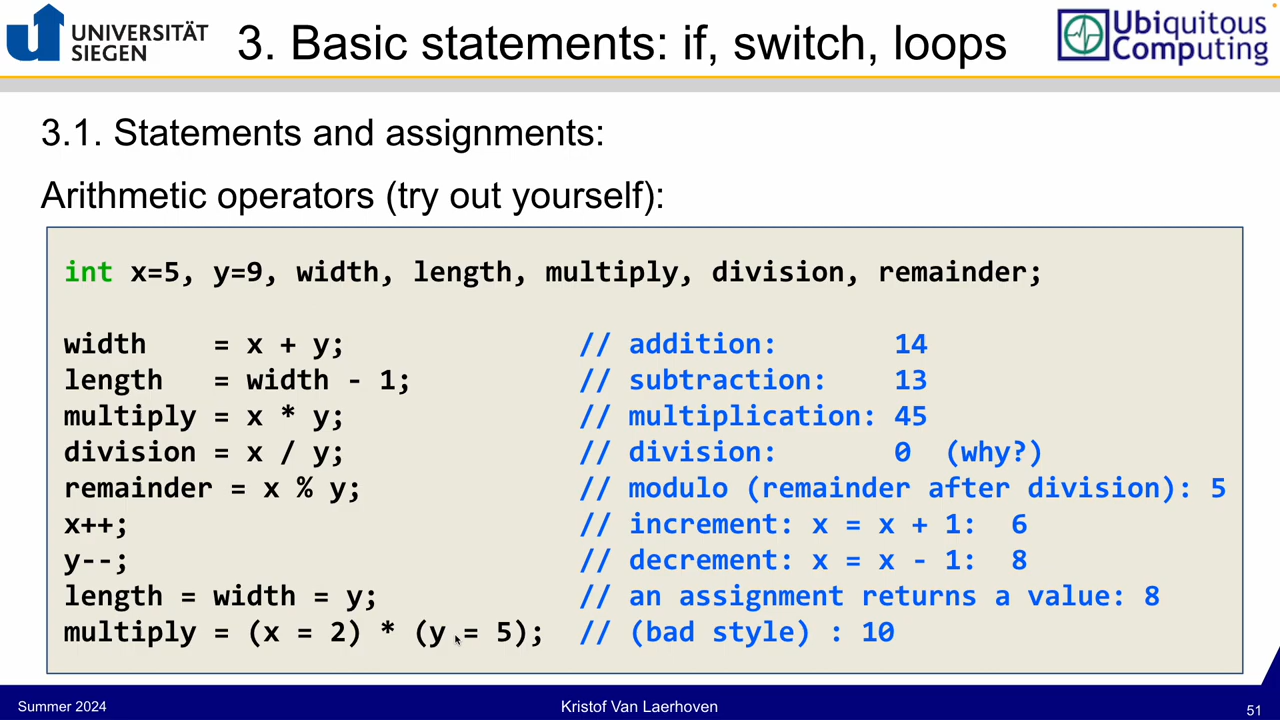 UNIVERSITÄT
SIEGEN
3. Basic statements: if, switch, loops
Ubiquitous
Computing
3.1. Statements and assignments:
Arithmetic operators (try out yourself):
int x=5, y=9, width, length, multiply, division, remainder;
width    = x + y;              // addition:       14
length   = width - 1;          // subtraction:    13
multiply = x * y;              // multiplication: 45
division = x / y;              // division:       0  (why?)
remainder = x % y;             // modulo (remainder after division): 5
x++;                           // increment: x = x + 1:  6
y--;                           // decrement: x = x - 1:  8
length = width = y;            // an assignment returns a value: 8
multiply = (x = 2) * (y = 5);  // (bad style) : 10
Summer 2024
Kristof Van Laerhoven
51